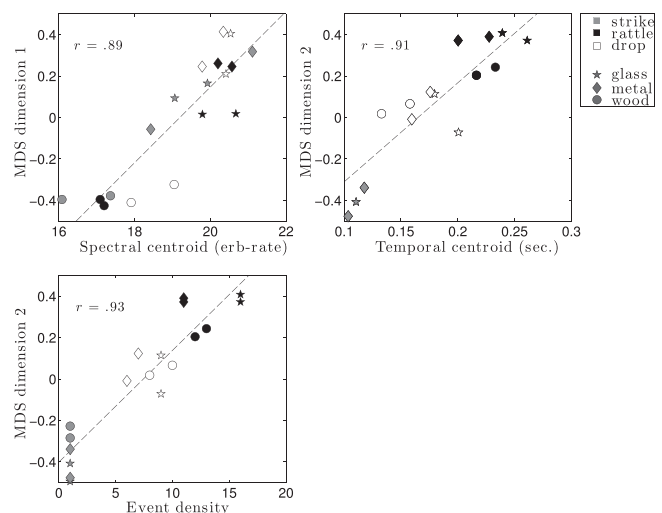 0.4
0.2
0
−0.2
−0.4
r = .89
MDS dimension 1
16
18
20
22
Spectral centroid (erb-rate)
0.4
0.2
0
−0.2
−0.4
r = .91
MDS dimension 2
0.1
0.15
0.2
0.25
0.3
Temporal centroid (sec.)
strike
rattle
drop
glass
metal
wood
0.4
0.2
0
−0.2
−0.4
r = .93
MDS dimension 2
0
5
10
15
20
Event density